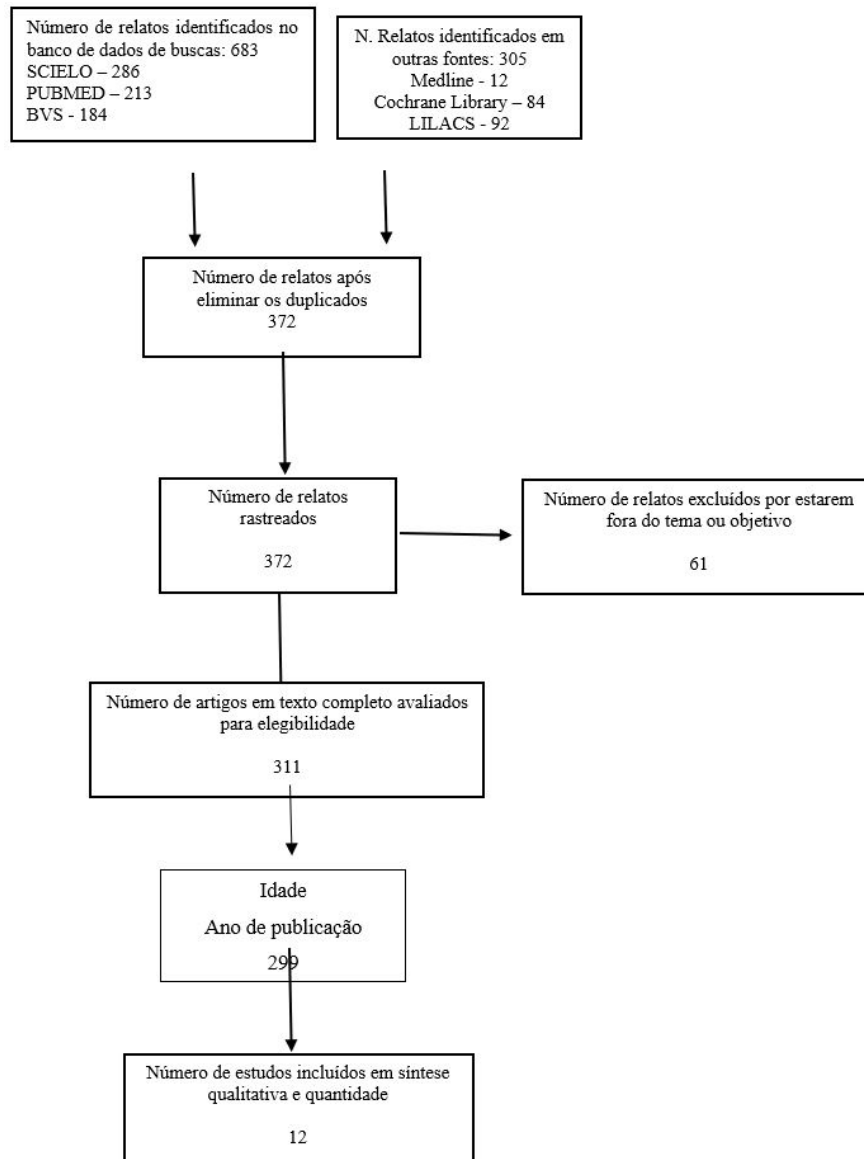 Número de relatos identificados no
banco de dados de buscas: 683
SCIELO – 286
PUBMED – 213
BVS - 184
N. Relatos identificados em
outras fontes: 305
Medline - 12
Cochrane Library – 84
LILACS - 92
Número de relatos após
eliminar os duplicados
372
Número de relatos
rastreados
372
Número de relatos excluídos por estarem
fora do tema ou objetivo
61
Número de artigos em texto completo avaliados
para elegibilidade
311
Idade
Ano de publicação
299
Número de estudos incluídos em síntese
qualitativa e quantidade
12